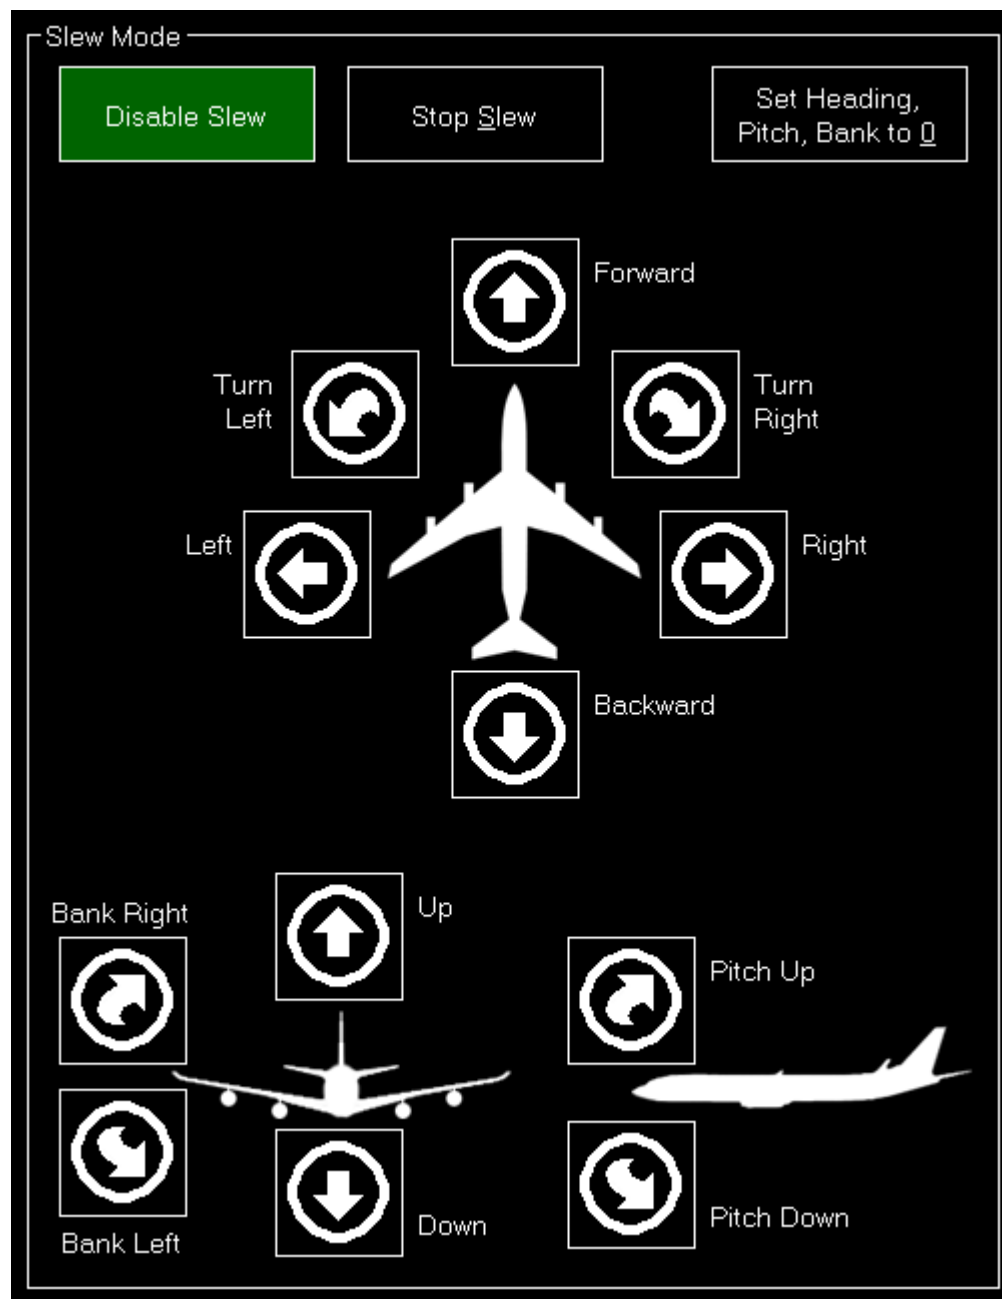 Slew Mode
Disable Slew
Stop Slew
Set Heading,
Pitch, Bank to 0
Forward
Turn
Left
Turn
Right
Left
Right
Backward
Bank Right
Up
Pitch Up
Bank Left
Down
Pitch Down